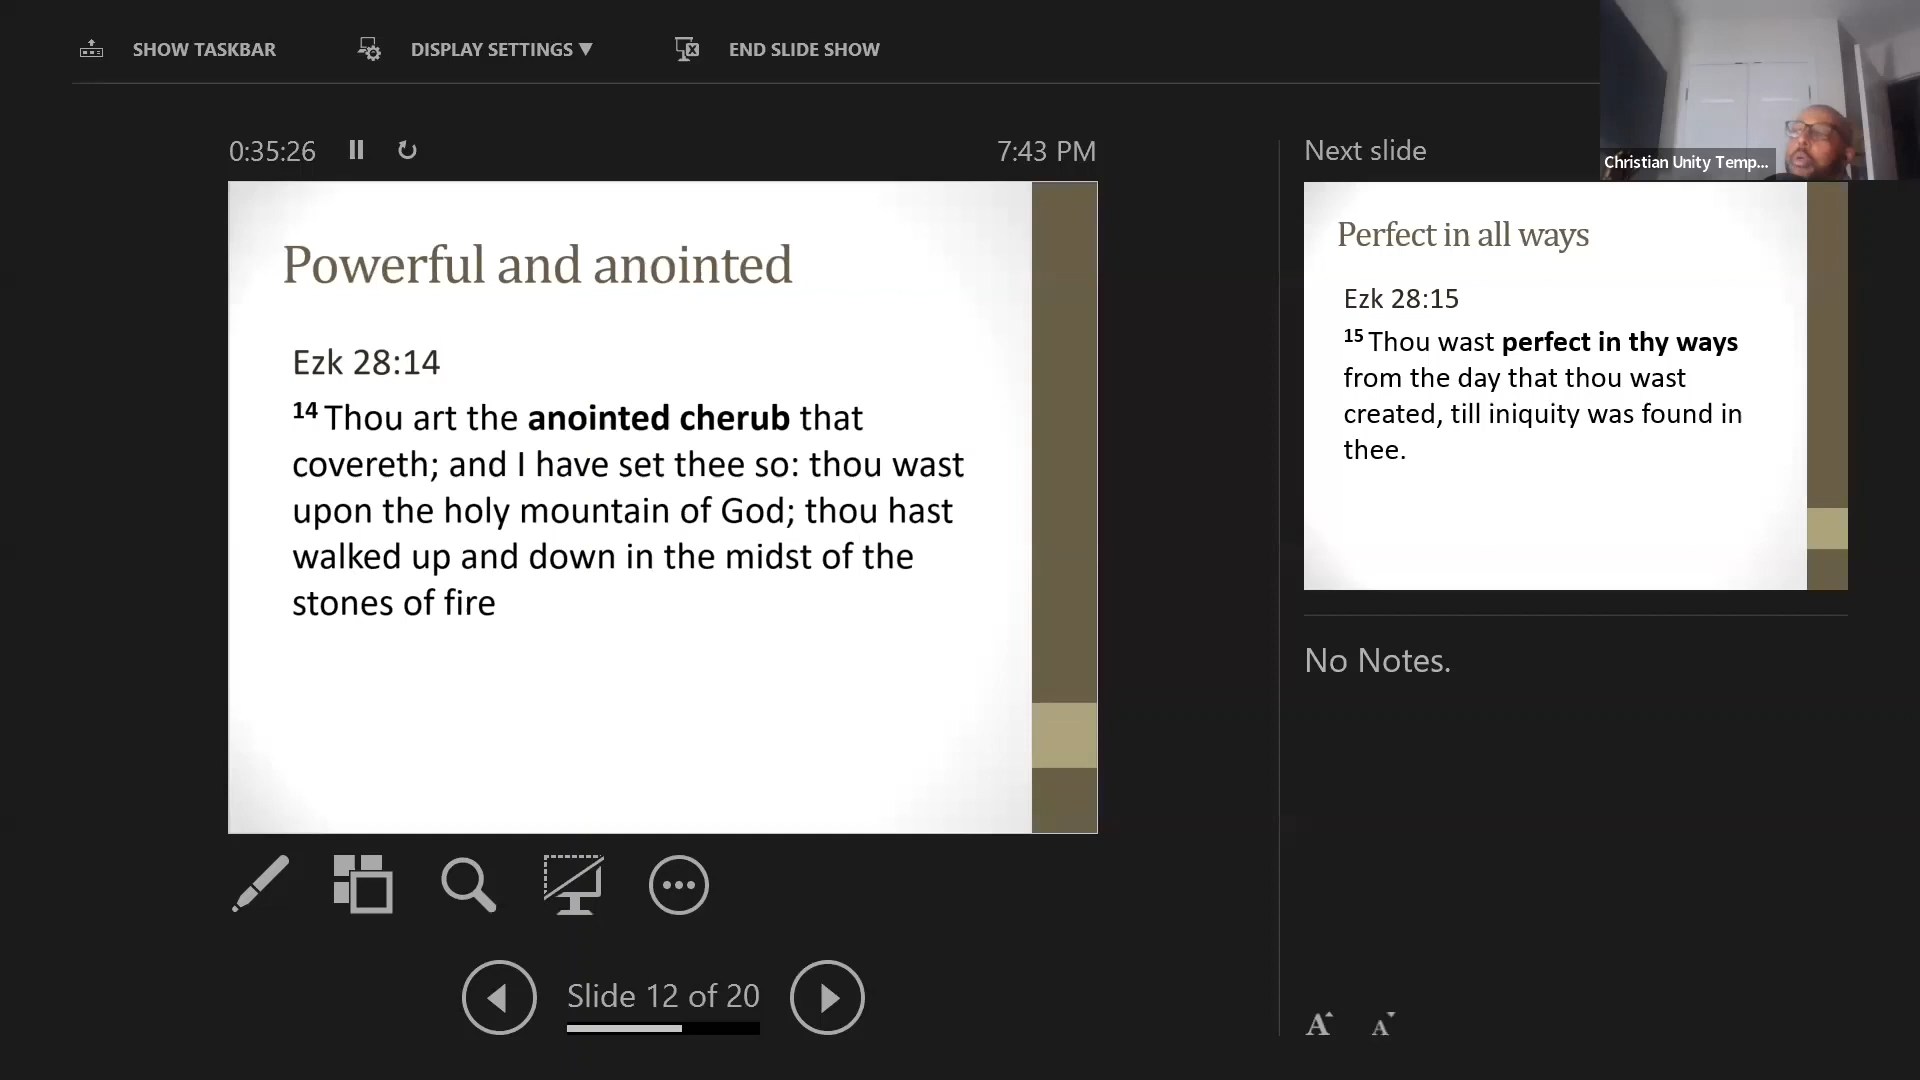 SHOW TASKBAR DISPLAY SETTINGS ▼ END SLIDE SHOW
0:35:26 7:43 PM
Powerful and anointed
Ezk 28:14
14 Thou art the anointed cherub that
covereth; and I have set thee so: thou wast
upon the holy mountain of God; thou hast
walked up and down in the midst of the
stones of fire
Slide 12 of 20
Next slide
Christian Unity Temp...
Perfect in all ways
Ezk 28:15
15 Thou wast perfect in thy ways
from the day that thou wast
created, till iniquity was found in
thee.
No Notes.
A A